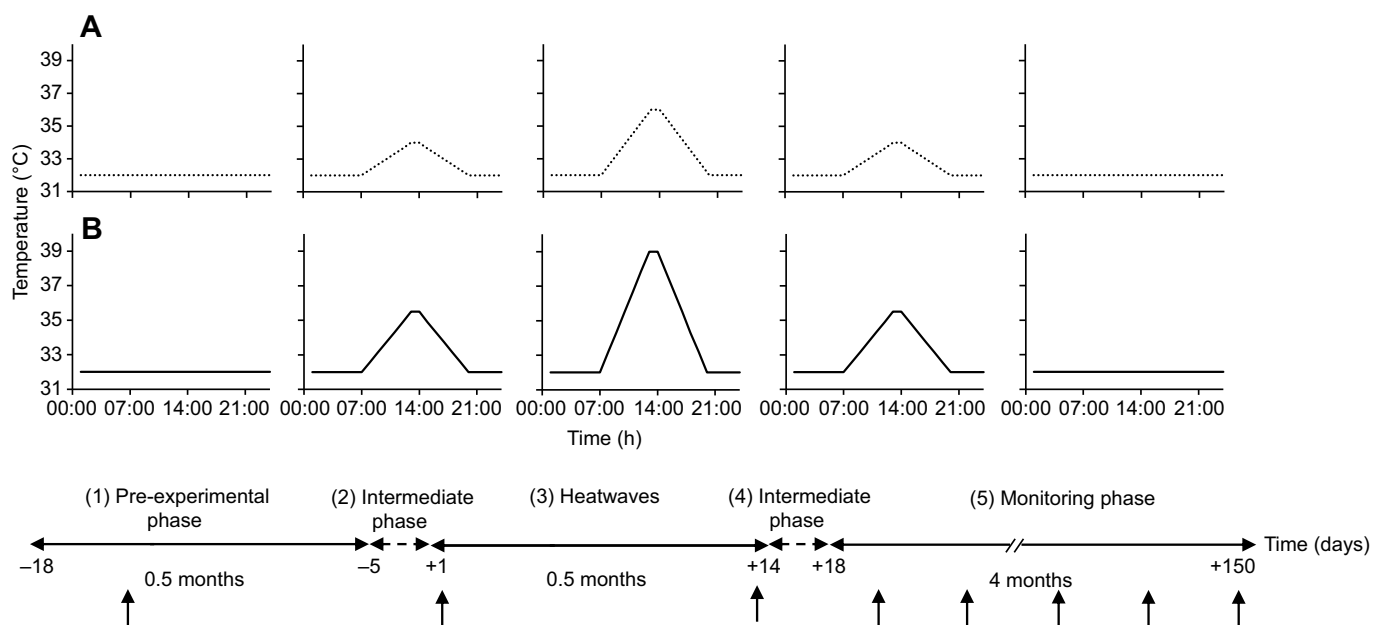 A
39
37
35
33
31
Temperature (°C)
B
39
37
35
33
31
00:00 07:00 14:00 21:00 00:00 07:00 14:00 21:00 00:00 07:00 14:00 21:00 00:00 07:00 14:00 21:00 00:00 07:00 14:00 21:00
Time (h)
(1) Pre-experimental
phase
(2) Intermediate
phase
(3) Heatwaves
(4) Intermediate
phase
(5) Monitoring phase
Time (days)
–18 –5 +1 +14 +18 +150
0.5 months 0.5 months 4 months